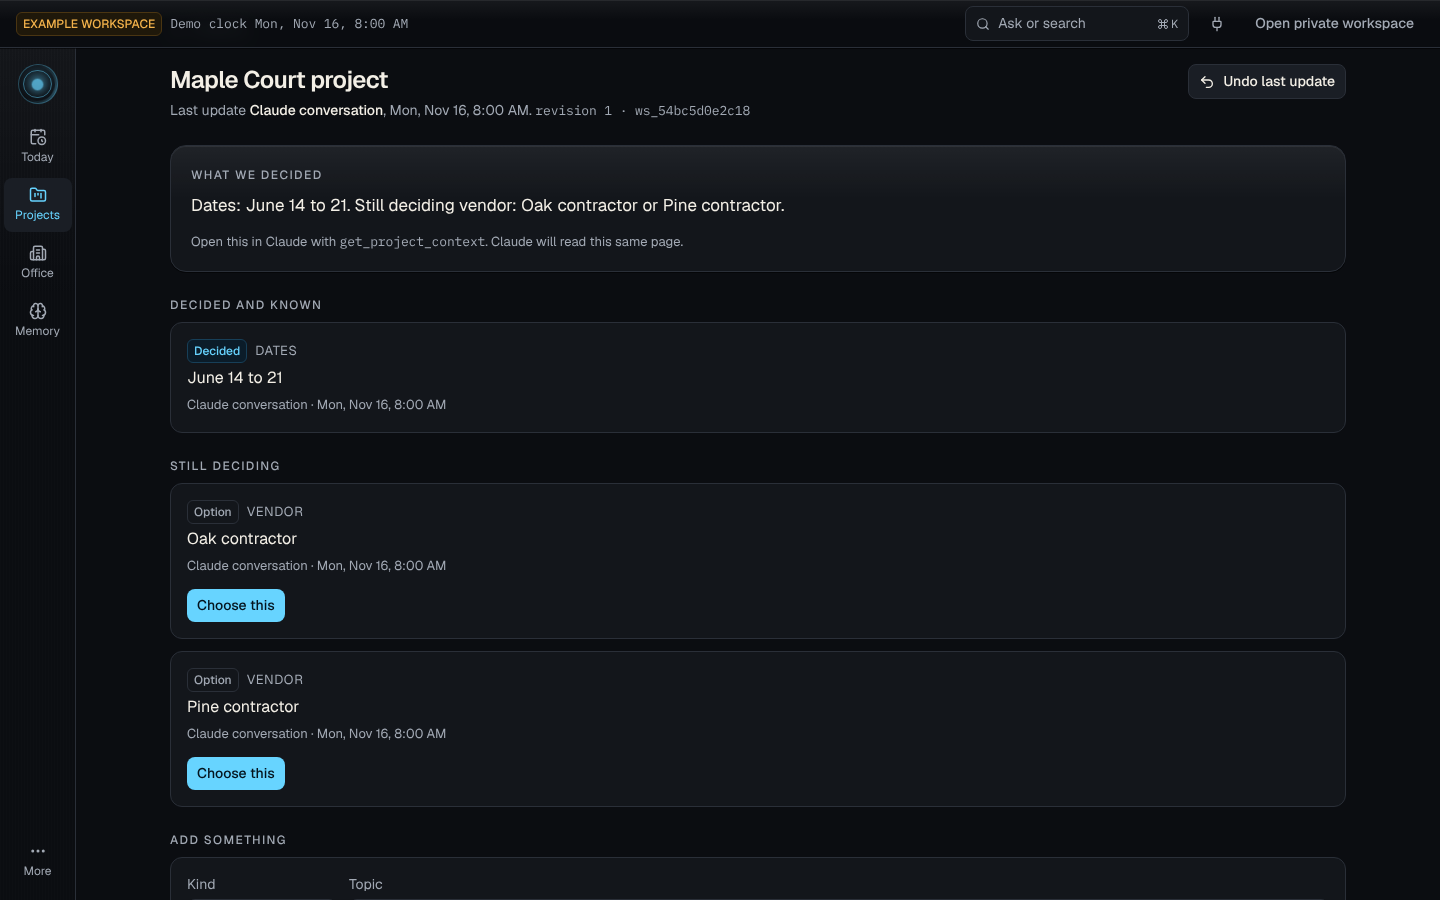 EXAMPLE WORKSPACE Demo clock Mon, Nov 16, 8:00 AM
Ask or search ⌘K
Open private workspace
Today
Projects
Office
Memory
More
Maple Court project
Undo last update
Last update Claude conversation, Mon, Nov 16, 8:00 AM. revision 1 · ws_54bc5d0e2c18
WHAT WE DECIDED
Dates: June 14 to 21. Still deciding vendor: Oak contractor or Pine contractor.
Open this in Claude with get_project_context. Claude will read this same page.
DECIDED AND KNOWN
Decided DATES
June 14 to 21
Claude conversation · Mon, Nov 16, 8:00 AM
STILL DECIDING
Option VENDOR
Oak contractor
Claude conversation · Mon, Nov 16, 8:00 AM
Choose this
Option VENDOR
Pine contractor
Claude conversation · Mon, Nov 16, 8:00 AM
Choose this
ADD SOMETHING
Kind Topic